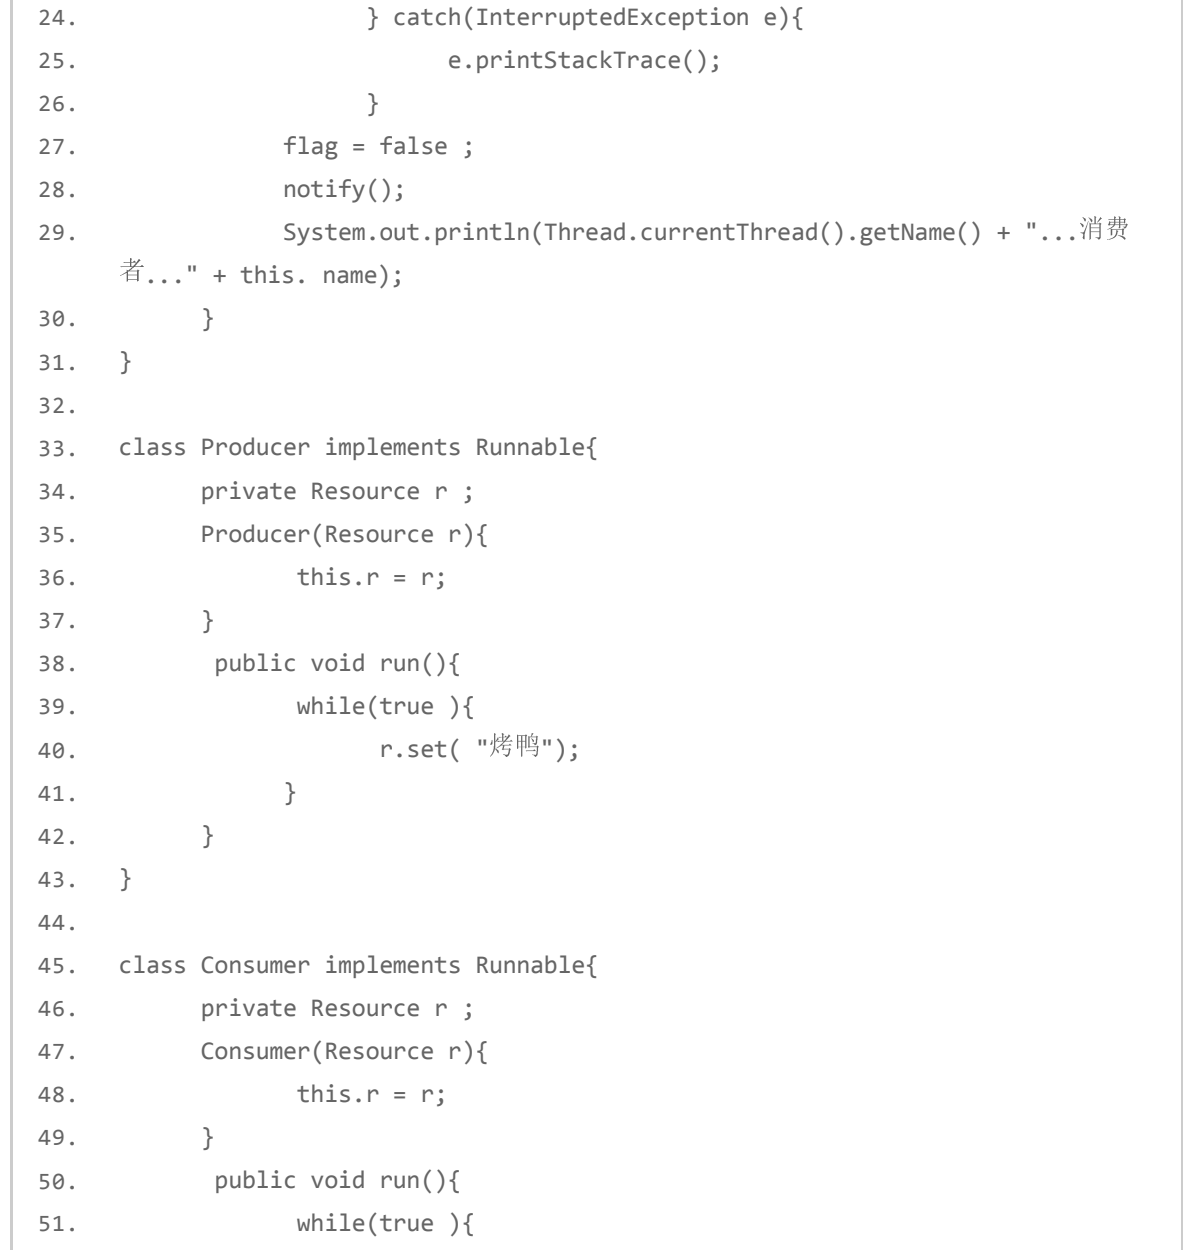 24. } catch(InterruptedException e){
25. e.printStackTrace();
26. }
27. flag = false ;
28. notify();
29. System.out.println(Thread.currentThread().getName() + "...消费
者..." + this. name);
30. }
31. }
32.
33. class Producer implements Runnable{
34. private Resource r ;
35. Producer(Resource r){
36. this.r = r;
37. }
38. public void run(){
39. while(true ){
40. r.set( "烤鸭");
41. }
42. }
43. }
44.
45. class Consumer implements Runnable{
46. private Resource r ;
47. Consumer(Resource r){
48. this.r = r;
49. }
50. public void run(){
51. while(true ){